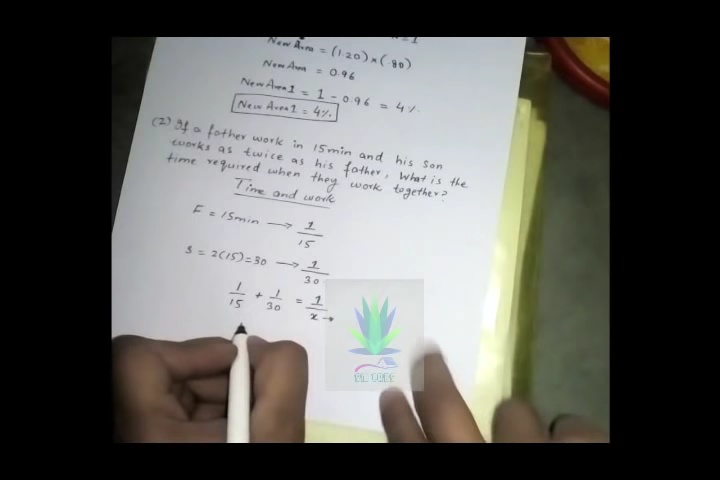 New Area = (1.20) × (.80)
New Area = 0.96
New Area1 = 1 - 0.96 = 4%
New Area1 = 4%
(2) If a father work in 15min and his son
works as twice as his father, What is the
time required when they work together?
Time and work
F = 15min → 1/15
S = 2(15) = 30 → 1/30
1/15 + 1/30 = 1/x →